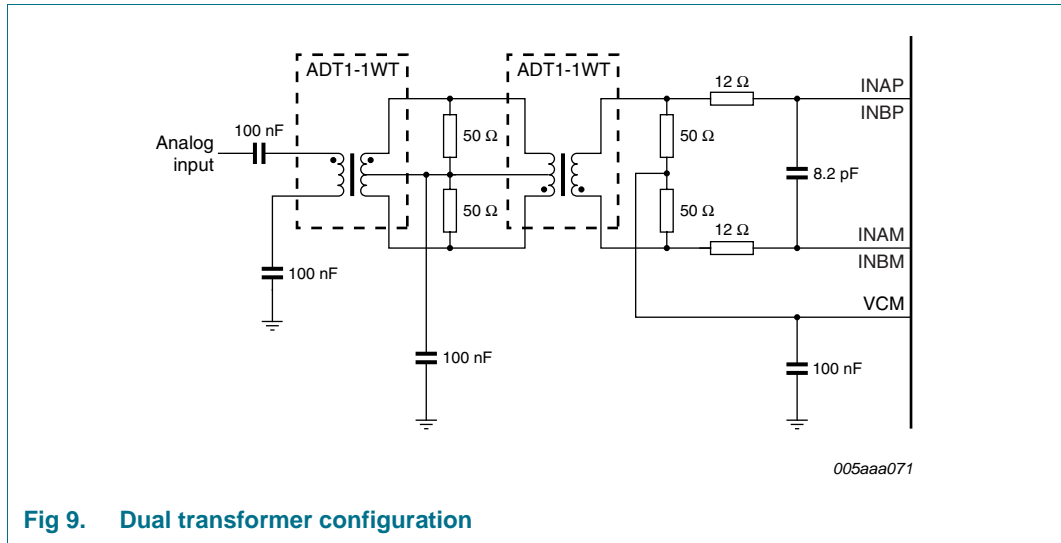 ADT1-1WT
ADT1-1WT
Analog
input
100 nF
100 nF
50 Ω
50 Ω
100 nF
50 Ω
50 Ω
12 Ω
12 Ω
8.2 pF
INAP
INBP
INAM
INBM
VCM
100 nF
005aaa071
Fig 9. Dual transformer configuration